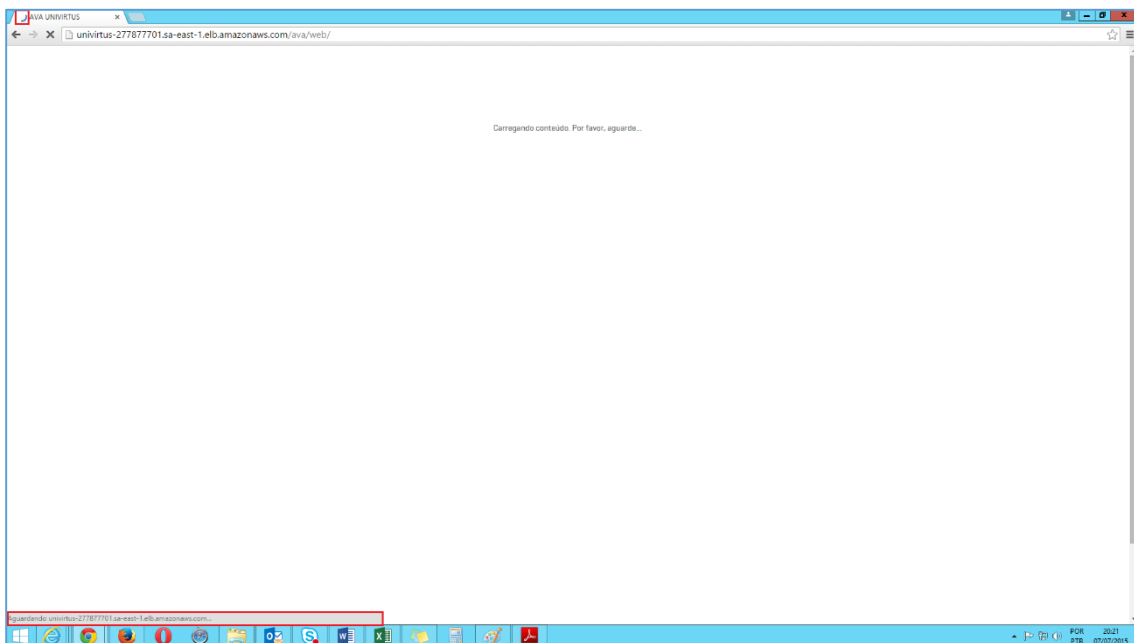 AVA UNIVIRTUS
univirtus-277877701.sa-east-1.elb.amazonaws.com/ava/web/
Carregando conteúdo. Por favor, aguarde...
Aguardando univirtus-277877701.sa-east-1.elb.amazonaws.com...
POR 20:21
PTB 07/07/2015